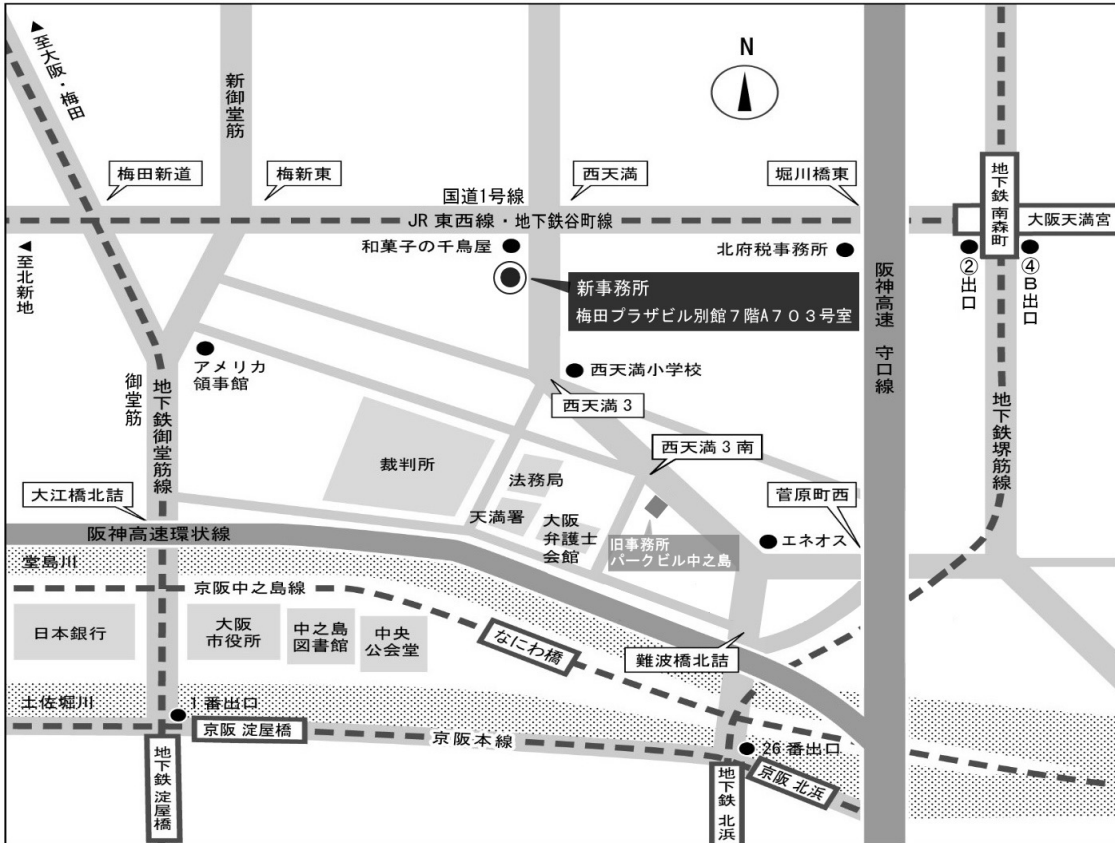 ▲至大阪・梅田
新御堂筋
N
梅田新道
梅新東
西天満
堀川橋東
国道1号線
JR 東西線・地下鉄谷町線
地下鉄 南森町
大阪天満宮
▲至北新地
和菓子の千鳥屋
北府税事務所
②出口
④B出口
新事務所
梅田プラザビル別館7階A703号室
阪神高速 守口線
アメリカ
領事館
西天満小学校
御堂筋
地下鉄御堂筋線
西天満3
地下鉄堺筋線
西天満3南
裁判所
法務局
大江橋北詰
天満署
菅原町西
阪神高速環状線
大阪
弁護士
会館
旧事務所
パークビル中之島
エネオス
堂島川
京阪中之島線
日本銀行
大阪
市役所
中之島
図書館
中央
公会堂
なにわ橋
難波橋北詰
土佐堀川
1番出口
京阪 淀屋橋
京阪本線
26番出口
地下鉄 淀屋橋
地下鉄 北浜
京阪 北浜